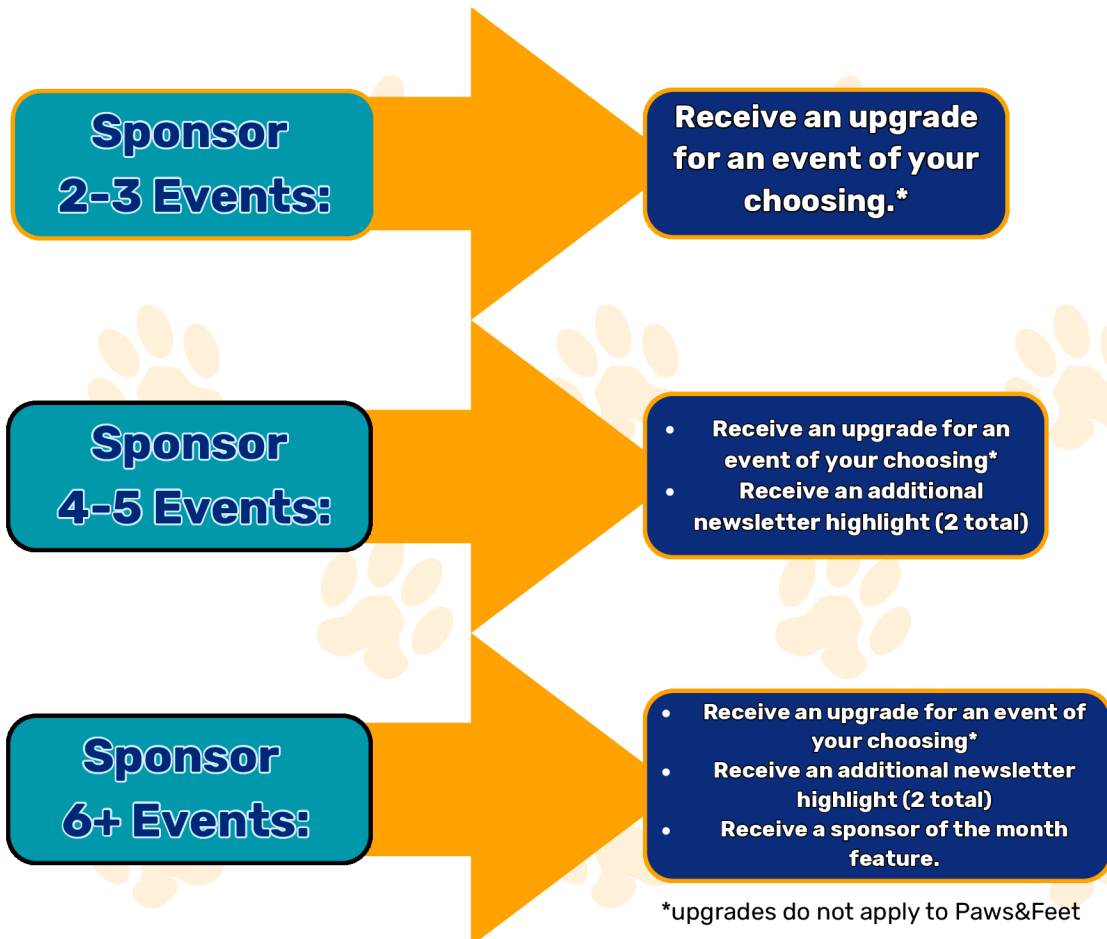 Sponsor
2-3 Events:
Receive an upgrade
for an event of your
choosing.*
Sponsor
4-5 Events:
• Receive an upgrade for an
event of your choosing*
• Receive an additional
newsletter highlight (2 total)
Sponsor
6+ Events:
• Receive an upgrade for an event of
your choosing*
• Receive an additional newsletter
highlight (2 total)
• Receive a sponsor of the month
feature.
*upgrades do not apply to Paws&Feet